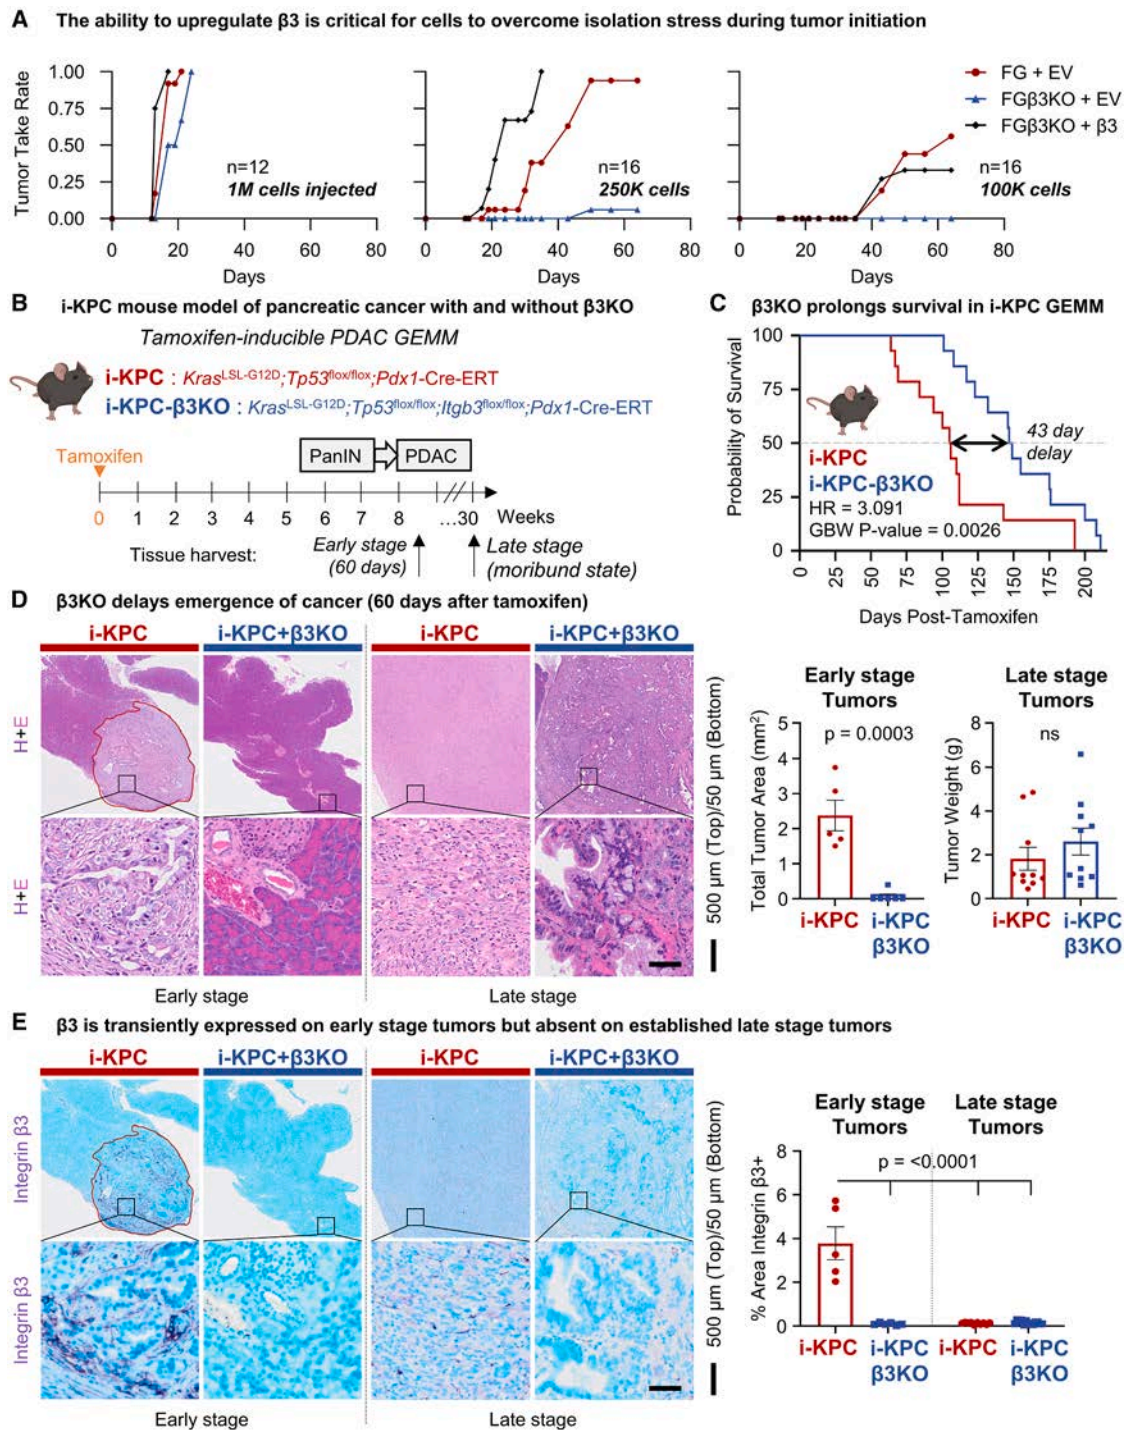 A The ability to upregulate β3 is critical for cells to overcome isolation stress during tumor initiation
Tumor Take Rate
1.00
0.75
0.50
0.25
0.00
n=12
1M cells injected
0 20 40 60 80
Days
n=16
250K cells
0 20 40 60 80
Days
n=16
100K cells
0 20 40 60 80
Days
FG + EV
FGβ3KO + EV
FGβ3KO + β3
B i-KPC mouse model of pancreatic cancer with and without β3KO
Tamoxifen-inducible PDAC GEMM
i-KPC : Kras^LSL-G12D;Tp53^flox/flox;Pdx1-Cre-ERT
i-KPC-β3KO : Kras^LSL-G12D;Tp53^flox/flox;Itgb3^flox/flox;Pdx1-Cre-ERT
Tamoxifen
PanIN PDAC
0 1 2 3 4 5 6 7 8 ...30 Weeks
Tissue harvest:
Early stage
(60 days)
Late stage
(moribund state)
C β3KO prolongs survival in i-KPC GEMM
Probability of Survival
100
75
50
25
0
43 day
delay
i-KPC
i-KPC-β3KO
HR = 3.091
GBW P-value = 0.0026
0 25 50 75 100 125 150 175 200
Days Post-Tamoxifen
D β3KO delays emergence of cancer (60 days after tamoxifen)
i-KPC i-KPC+β3KO i-KPC i-KPC+β3KO
H+E
H+E
Early stage Late stage
500 µm (Top)/50 µm (Bottom)
Early stage
Tumors
p = 0.0003
Total Tumor Area (mm²)
5
4
3
2
1
0
i-KPC i-KPC
β3KO
Late stage
Tumors
ns
Tumor Weight (g)
8
6
4
2
0
i-KPC i-KPC
β3KO
E β3 is transiently expressed on early stage tumors but absent on established late stage tumors
i-KPC i-KPC+β3KO i-KPC i-KPC+β3KO
Integrin β3
Integrin β3
Early stage Late stage
500 µm (Top)/50 µm (Bottom)
Early stage Late stage
Tumors Tumors
p = <0.0001
% Area Integrin β3+
8
6
4
2
0
i-KPC i-KPC i-KPC i-KPC
β3KO β3KO